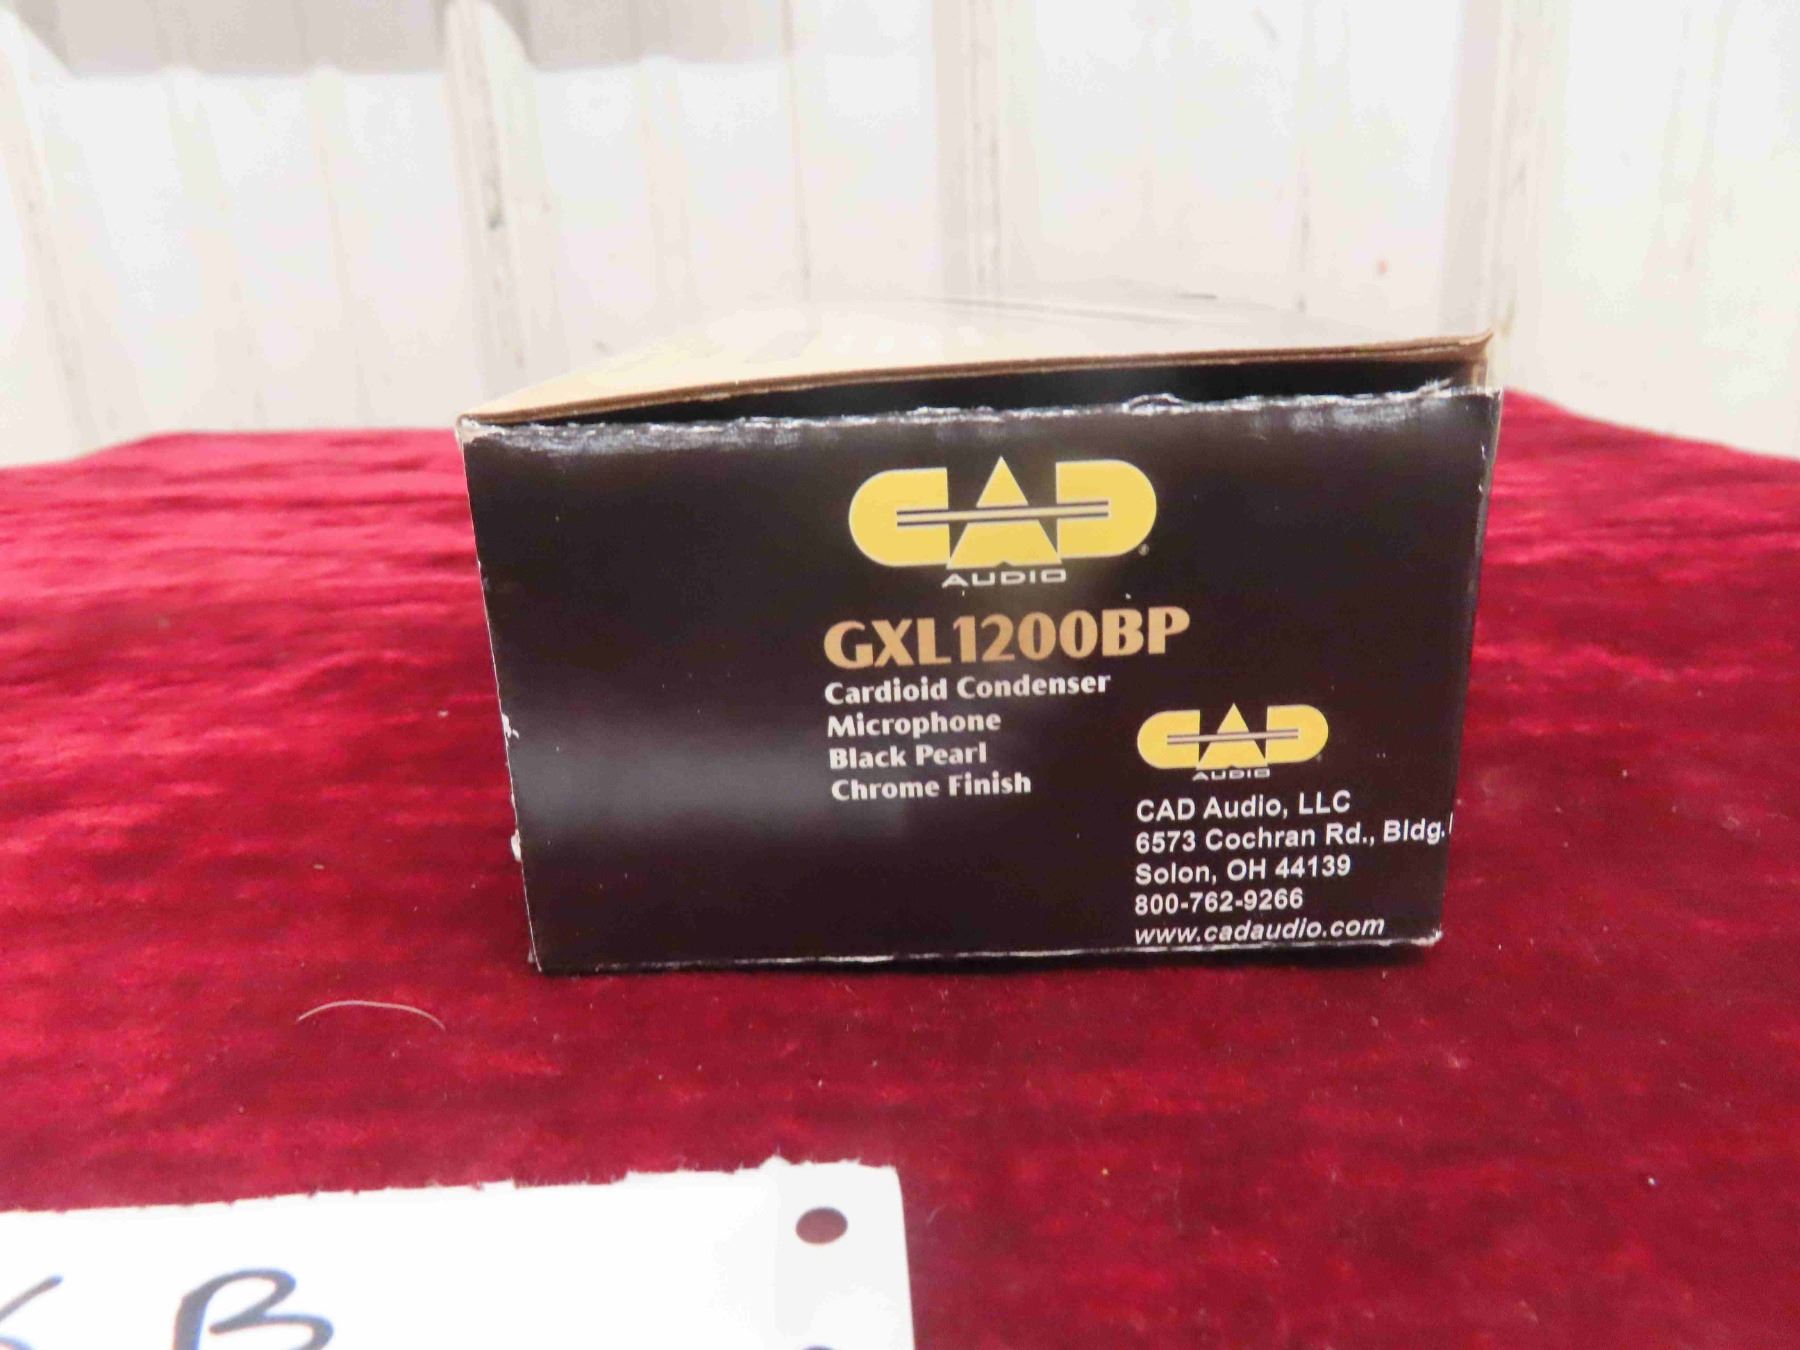 CAD
AUDIO
GXL1200BP
Cardioid Condenser
Microphone
Black Pearl
Chrome Finish
CAD
AUDIO
CAD Audio, LLC
6573 Cochran Rd., Bldg.
Solon, OH 44139
800-762-9266
www.cadaudio.com
B